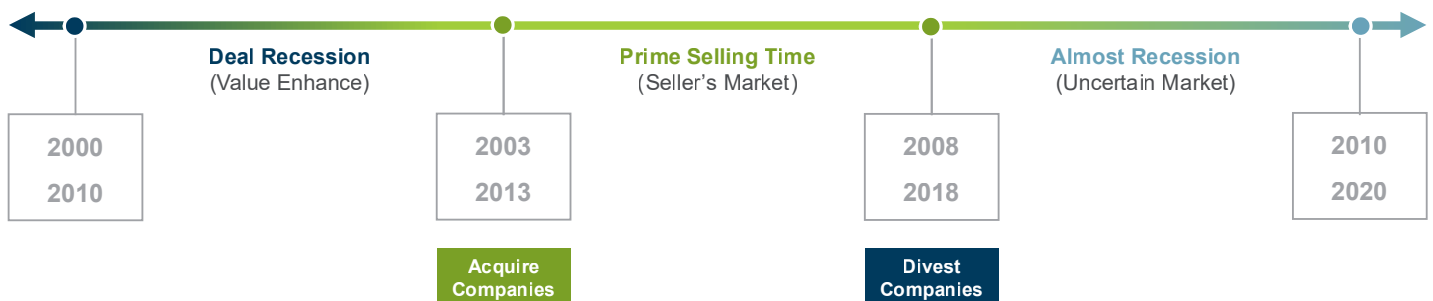 Deal Recession
(Value Enhance)
Prime Selling Time
(Seller's Market)
Almost Recession
(Uncertain Market)
2000
2010
2003
2013
2008
2018
2010
2020
Acquire
Companies
Divest
Companies